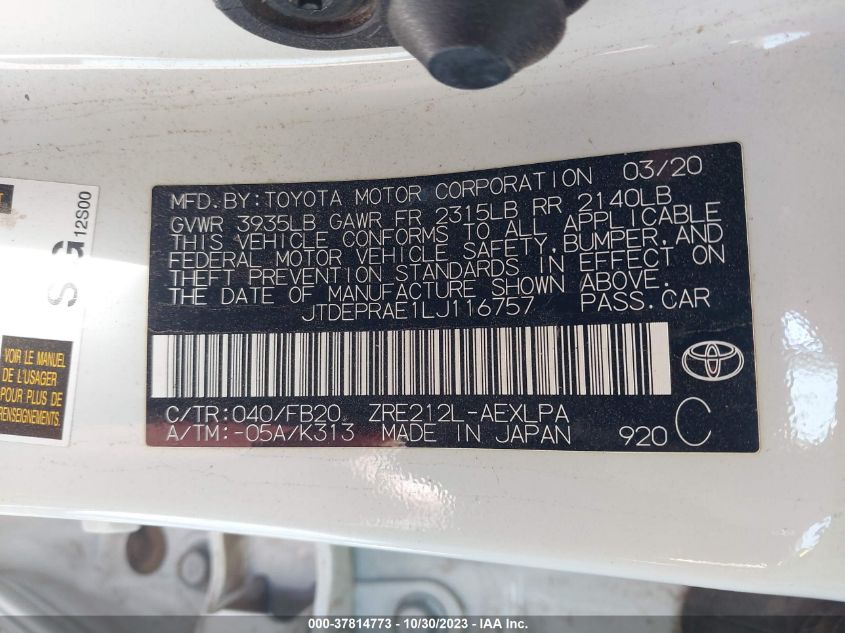 MFD.BY:TOYOTA MOTOR CORPORATION 03/20
GVWR 3935LB GAWR FR 2315LB RR 2140LB
THIS VEHICLE CONFORMS TO ALL APPLICABLE
FEDERAL MOTOR VEHICLE SAFETY,BUMPER,AND
THEFT PREVENTION STANDARDS IN EFFECT ON
THE DATE OF MANUFACTURE SHOWN ABOVE.
JTDEPRAE1LJ116757 PASS.CAR
C/TR:040/FB20 ZRE212L-AEXLPA
A/TM:-05A/K313 MADE IN JAPAN 920 C
12S00
VOIR LE MANUEL
DE L'USAGER
POUR PLUS DE
RENSEIGNEMENTS
000-37814773 - 10/30/2023 - IAA Inc.